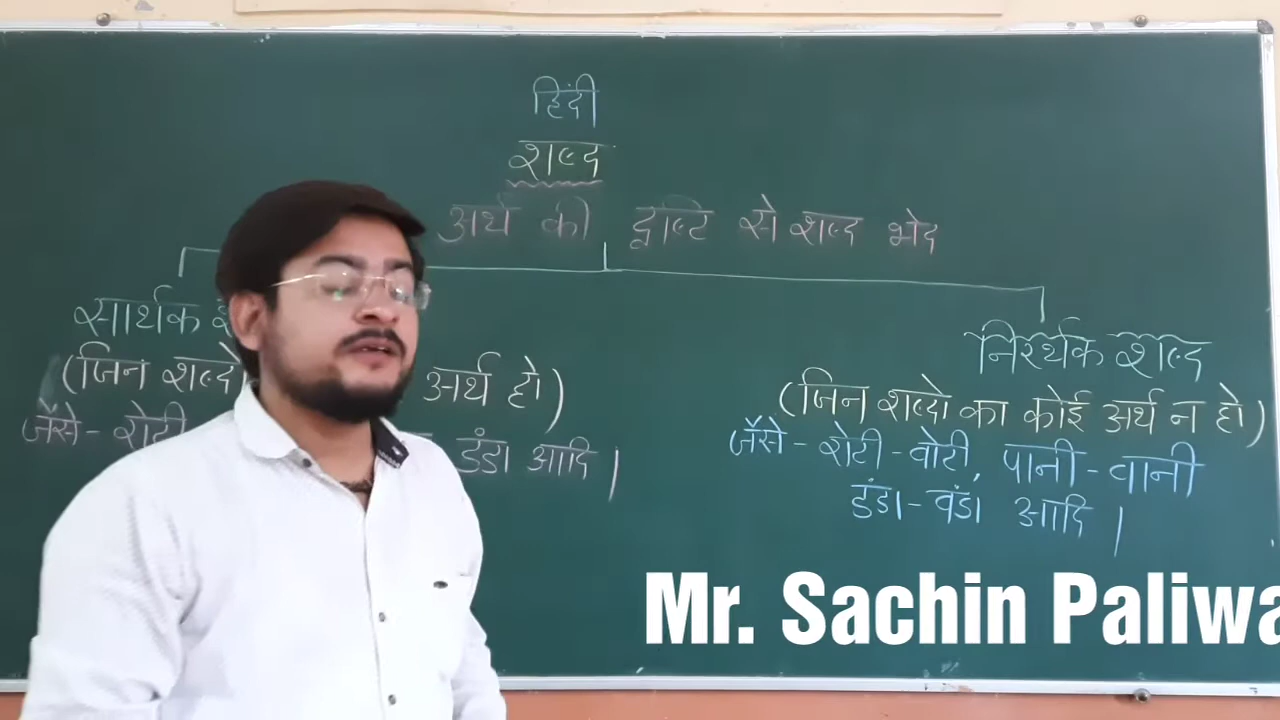 हिंदी
शब्द
अर्थ की दृष्टि से शब्द भेद
सार्थक
(जिन शब्दो अर्थ हो)
जैसे - रोटी डंडा आदि।
निरर्थक शब्द
(जिन शब्दो का कोई अर्थ न हो)
जैसे - रोटी - वोटी, पानी - वानी
डंडा - वंडा आदि।
Mr. Sachin Paliwa